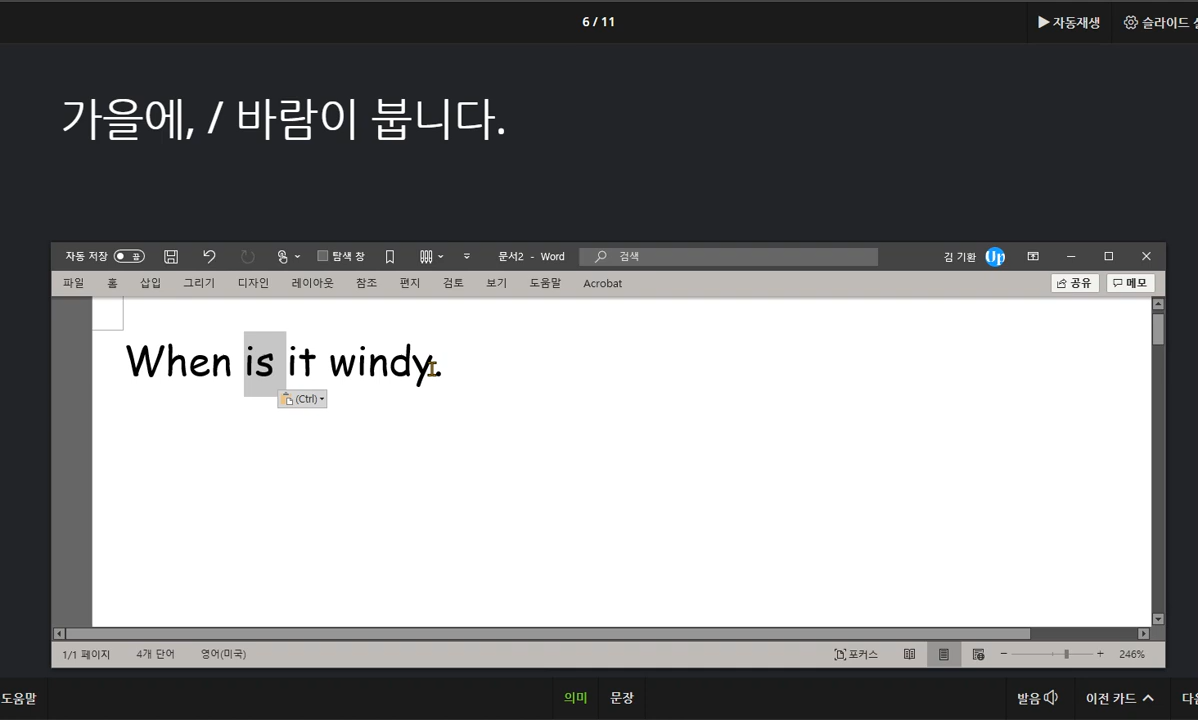 6 / 11
자동재생
슬라이드
가을에, / 바람이 붑니다.
자동 저장
탐색 창
문서2 - Word
검색
김 기환
Up
파일 홈 삽입 그리기 디자인 레이아웃 참조 편지 검토 보기 도움말 Acrobat
공유
메모
When is it windy.
(Ctrl)
1/1 페이지 4개 단어 영어(미국)
포커스
246%
도움말
의미
문장
발음
이전 카드